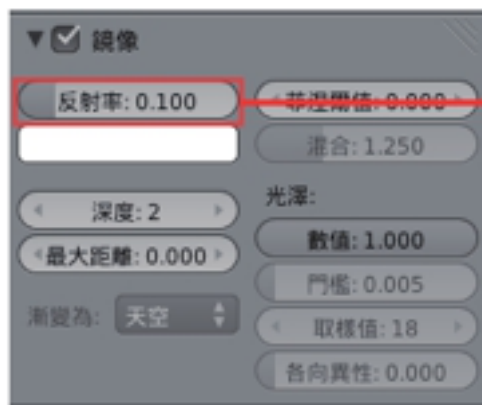 鏡像
反射率: 0.100
菲涅爾值: 0.000
混合: 1.250
深度: 2
最大距離: 0.000
漸變為: 天空
光澤:
數值: 1.000
門檻: 0.005
取樣值: 18
各向異性: 0.000